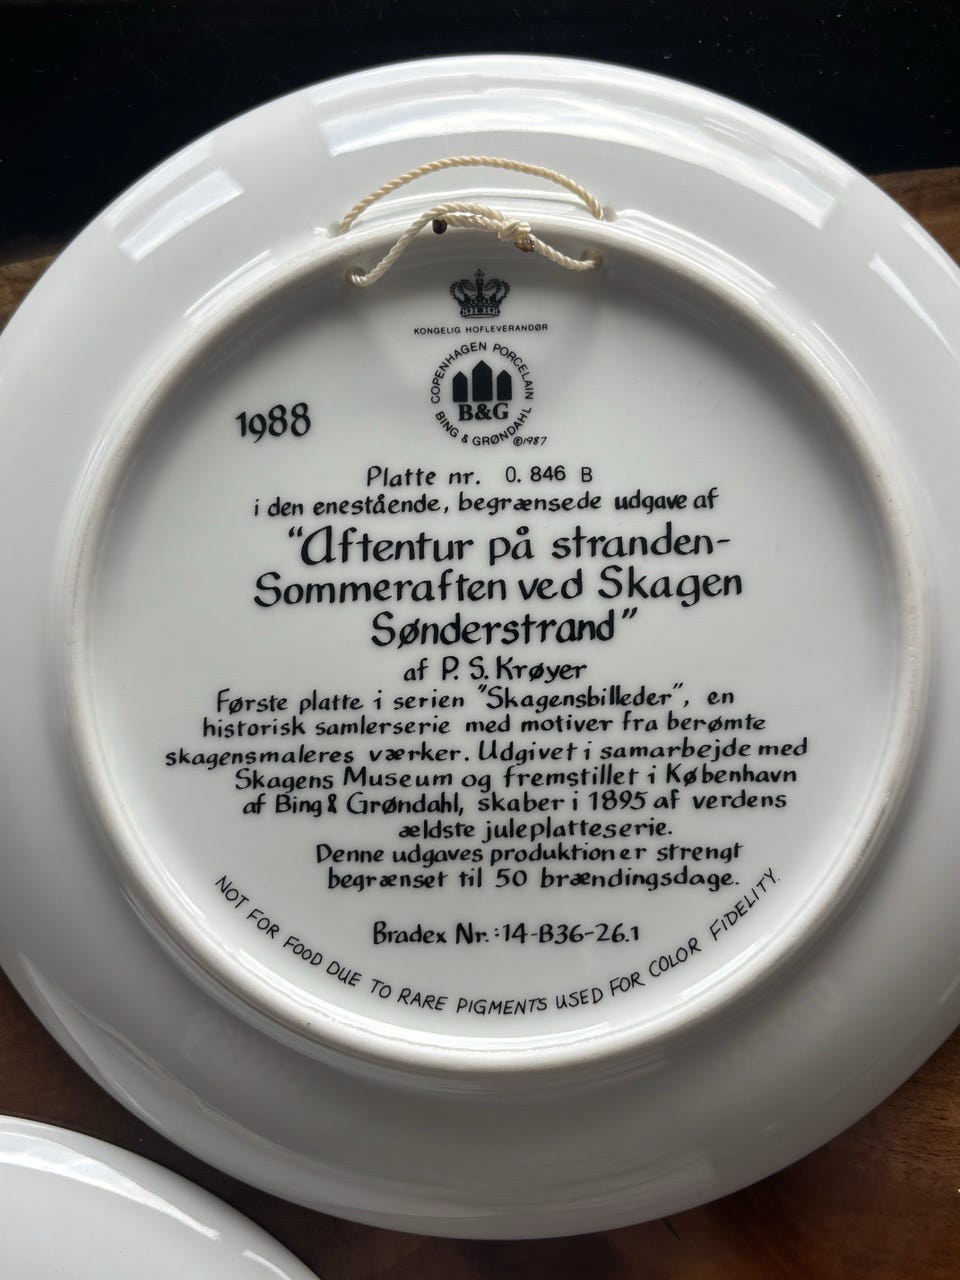 KONGELIG HOFLEVERANDØR
COPENHAGEN PORCELAIN
B&G
BING & GRØNDAHL
©1987
1988
Platte nr. 0. 846 B
i den enestående, begrænsede udgave af
"Aftentur på stranden-
Sommeraften ved Skagen
Sønderstrand"
af P. S. Krøyer
Første platte i serien "Skagensbilleder", en
historisk samlerserie med motiver fra berømte
skagensmaleres værker. Udgivet i samarbejde med
Skagens Museum og fremstillet i København
af Bing & Grøndahl, skaber i 1895 af verdens
ældste juleplatteserie.
Denne udgaves produktion er strengt
begrænset til 50 brændingsdage.
Bradex Nr.: 14-B36-26.1
NOT FOR FOOD DUE TO RARE PIGMENTS USED FOR COLOR FIDELITY.